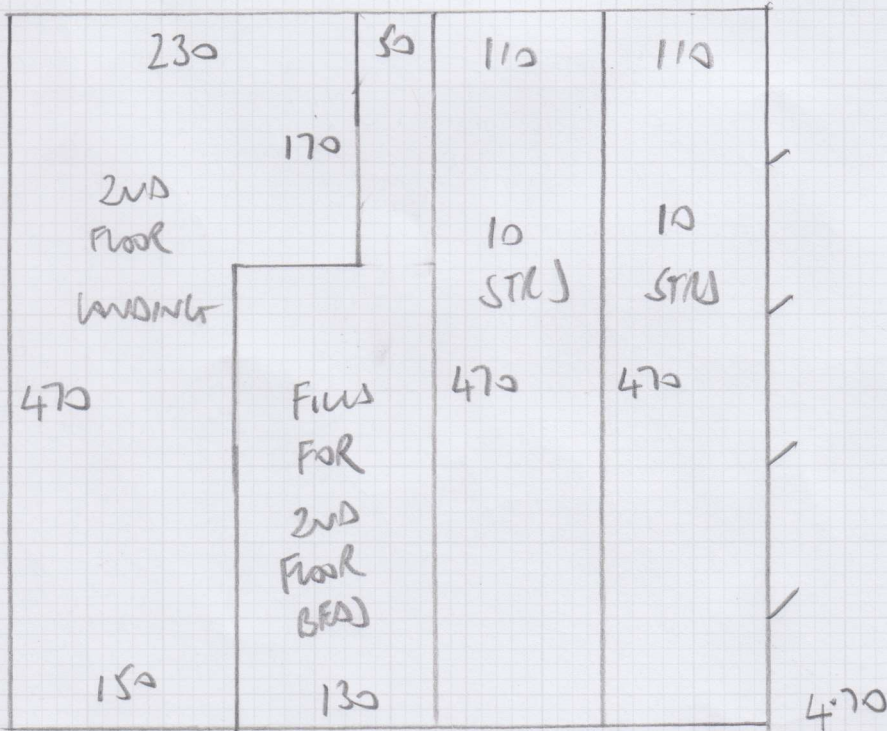 230
50
110
110
170
2ND
FLOOR
LANDING
10
STRS
10
STRS
470
470
470
FILLS
FOR
2ND
FLOOR
BEDS
150
130
4.70